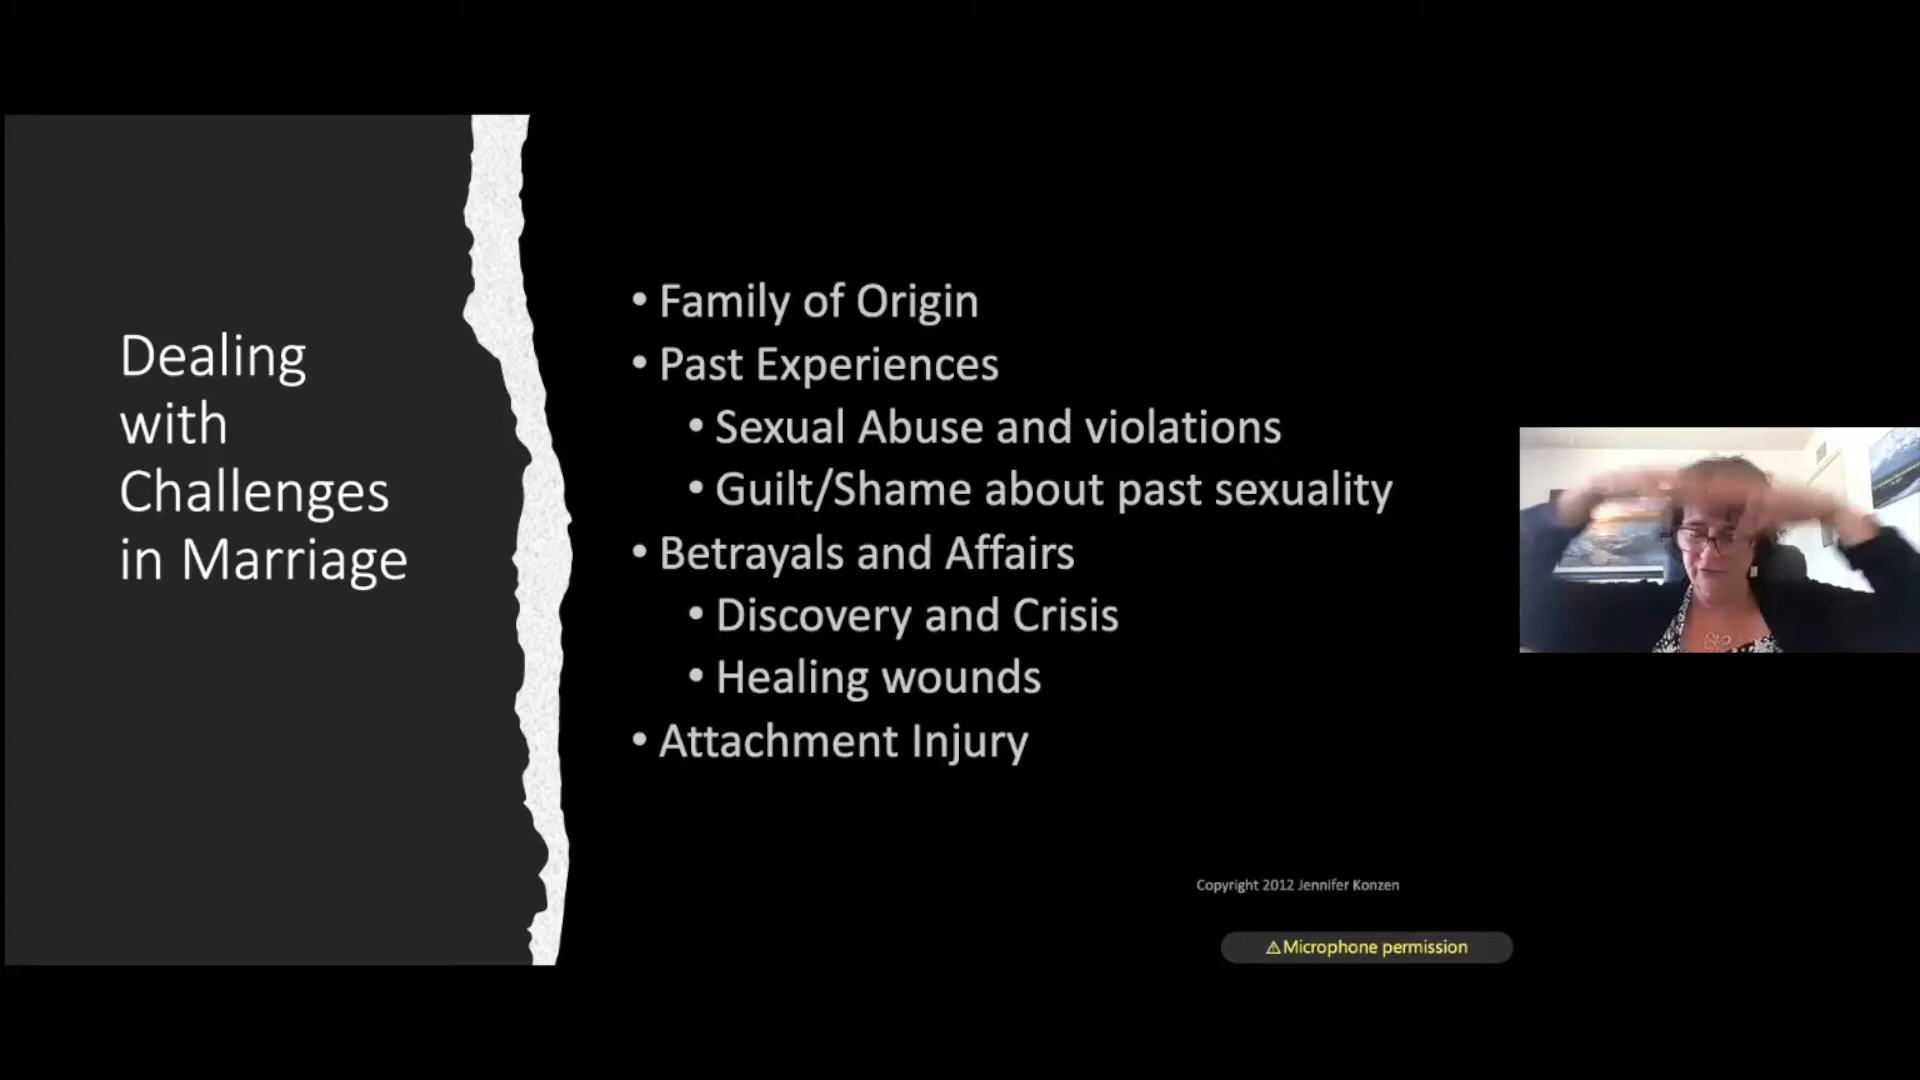 Dealing
with
Challenges
in Marriage
• Family of Origin
• Past Experiences
• Sexual Abuse and violations
• Guilt/Shame about past sexuality
• Betrayals and Affairs
• Discovery and Crisis
• Healing wounds
• Attachment Injury
Copyright 2012 Jennifer Konzen
⚠Microphone permission